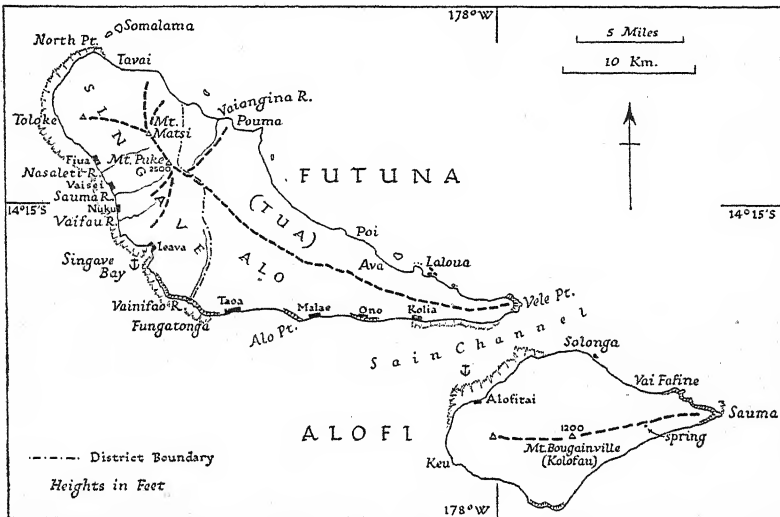 Somalama
North Pt.
Tavai
178°W
5 Miles
10 Km.
Vaiangina R.
Pouma
Toloke
Mt. Matsi
Mt. Puke
2500
SINGAVE
Fiua
Nasaleti-R.
Vaisei
Sauma R.
Nuku
Vaifau R.
14°15'S
14°15'S
FUTUNA
(TUA)
ALO
Leava
Singave
Bay
Poi
Ava
Laloua
Vele Pt.
Vainifao R.
Fungatonga
Taoa
Malae
Ono
Kolia
Alo Pt.
Sain Channel
Solonga
Alofitai
Vai Fafine
Sauma
ALOFI
1200
spring
Mt. Bougainville
(Kolofau)
Keu
District Boundary
Heights in Feet
178°W